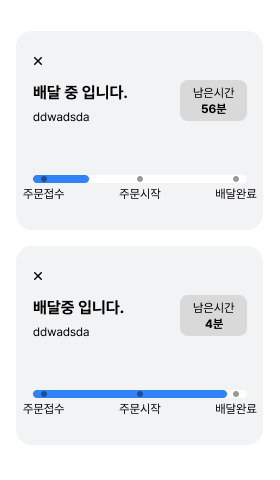 ×
배달 중 입니다.
남은시간
56분
ddwadsda
주문접수 주문시작 배달완료
×
배달중 입니다.
남은시간
4분
ddwadsda
주문접수 주문시작 배달완료